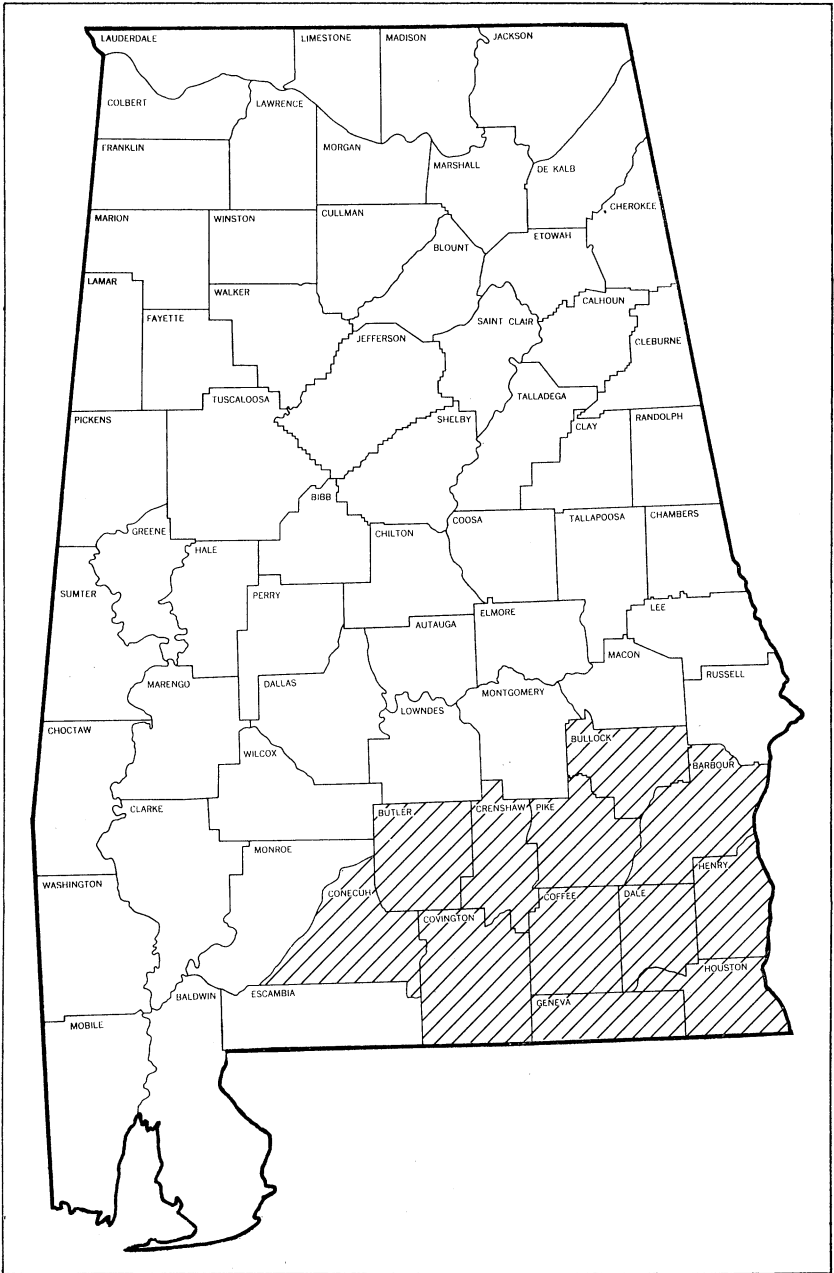 LAUDERDALE
LIMESTONE
MADISON
JACKSON
COLBERT
LAWRENCE
FRANKLIN
MORGAN
MARSHALL
DE KALB
MARION
WINSTON
CULLMAN
CHEROKEE
BLOUNT
ETOWAH
LAMAR
WALKER
CALHOUN
FAYETTE
SAINT CLAIR
JEFFERSON
CLEBURNE
TUSCALOOSA
TALLADEGA
PICKENS
SHELBY
CLAY
RANDOLPH
BIBB
GREENE
CHILTON
COOSA
TALLAPOOSA
CHAMBERS
HALE
SUMTER
PERRY
AUTAUGA
ELMORE
LEE
MACON
MARENGO
DALLAS
MONTGOMERY
RUSSELL
LOWNDES
CHOCTAW
BULLOCK
WILCOX
BARBOUR
CLARKE
BUTLER
CRENSHAW
PIKE
MONROE
HENRY
WASHINGTON
CONECUH
COFFEE
DALE
COVINGTON
HOUSTON
BALDWIN
ESCAMBIA
GENEVA
MOBILE